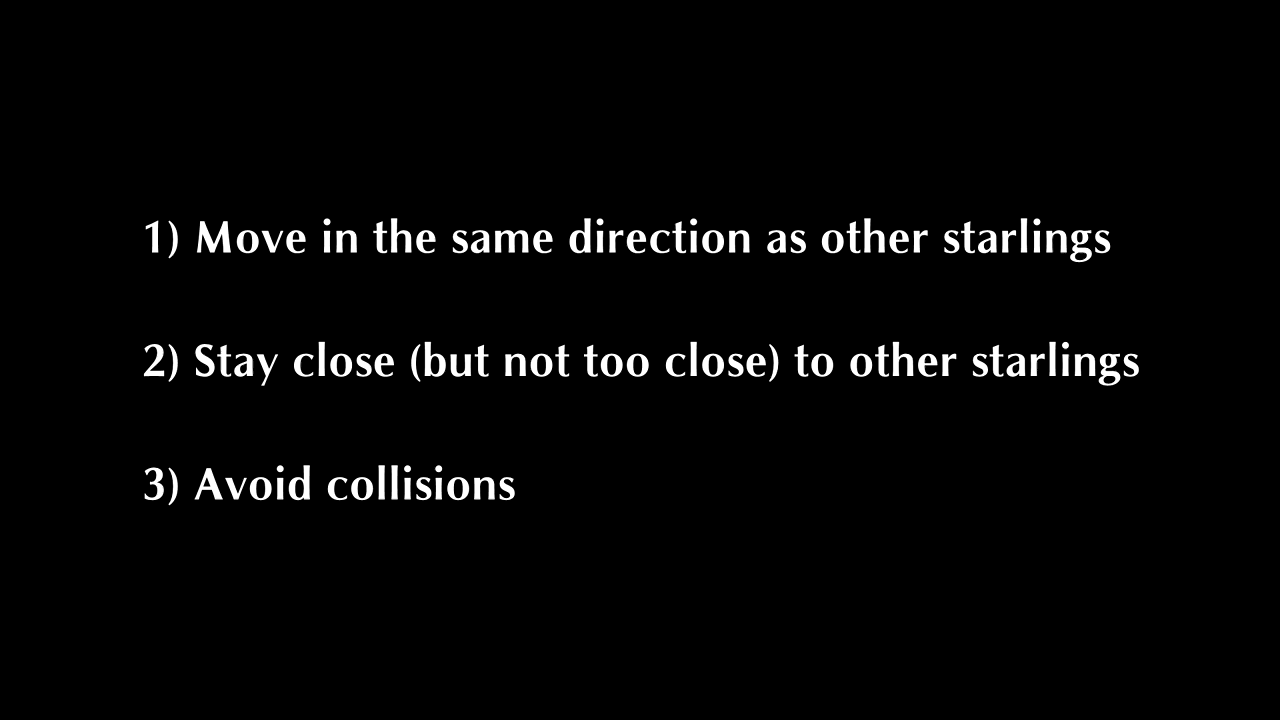 1) Move in the same direction as other starlings
2) Stay close (but not too close) to other starlings
3) Avoid collisions